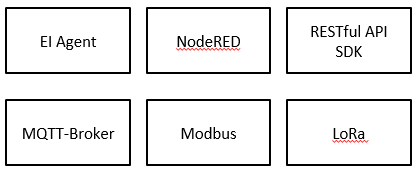 EI Agent
NodeRED
RESTful API
SDK
MQTT-Broker
Modbus
LoRa